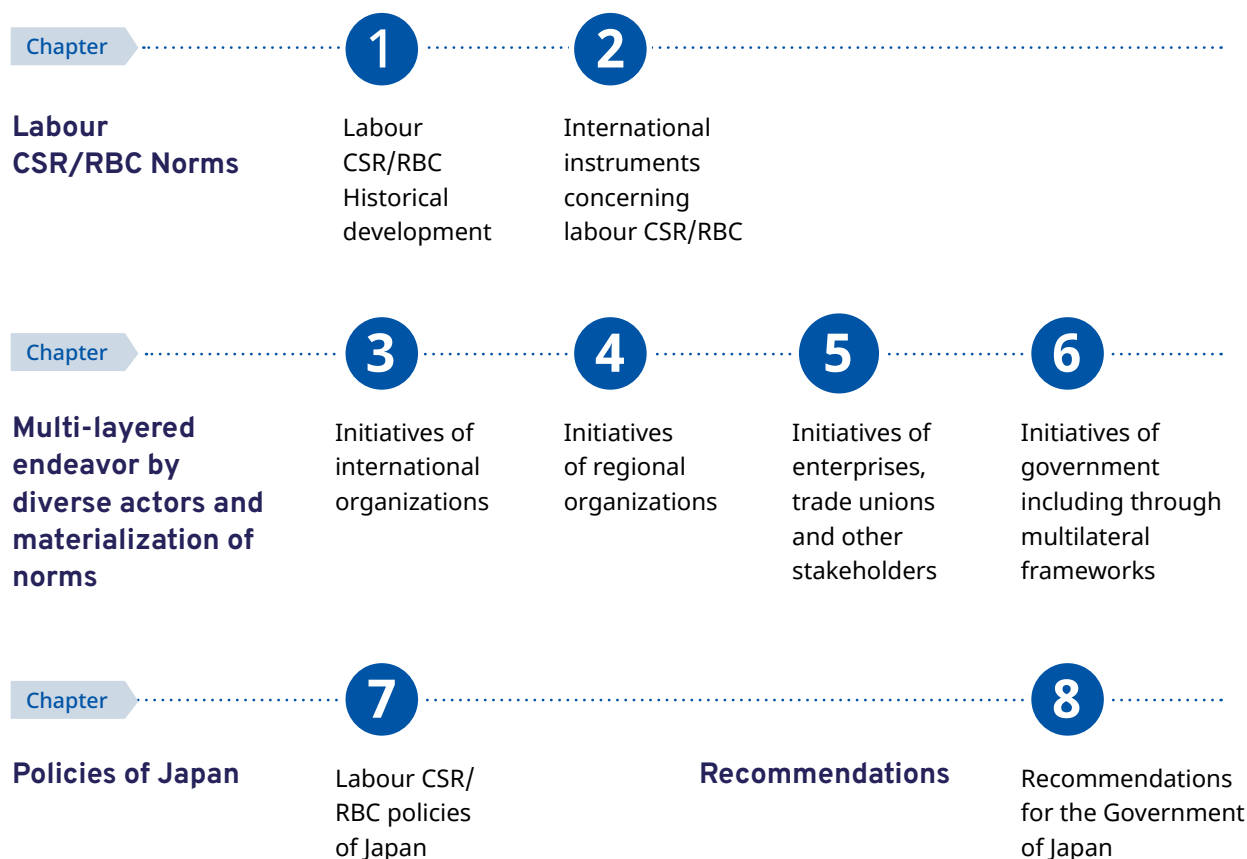 Chapter
1
2
Labour
CSR/RBC Norms
Labour
CSR/RBC
Historical
development
International
instruments
concerning
labour CSR/RBC
Chapter
3
4
5
6
Multi-layered
endeavor by
diverse actors and
materialization of
norms
Initiatives of
international
organizations
Initiatives
of regional
organizations
Initiatives of
enterprises,
trade unions
and other
stakeholders
Initiatives of
government
including through
multilateral
frameworks
Chapter
7
8
Policies of Japan
Labour CSR/
RBC policies
of Japan
Recommendations
Recommendations
for the Government
of Japan